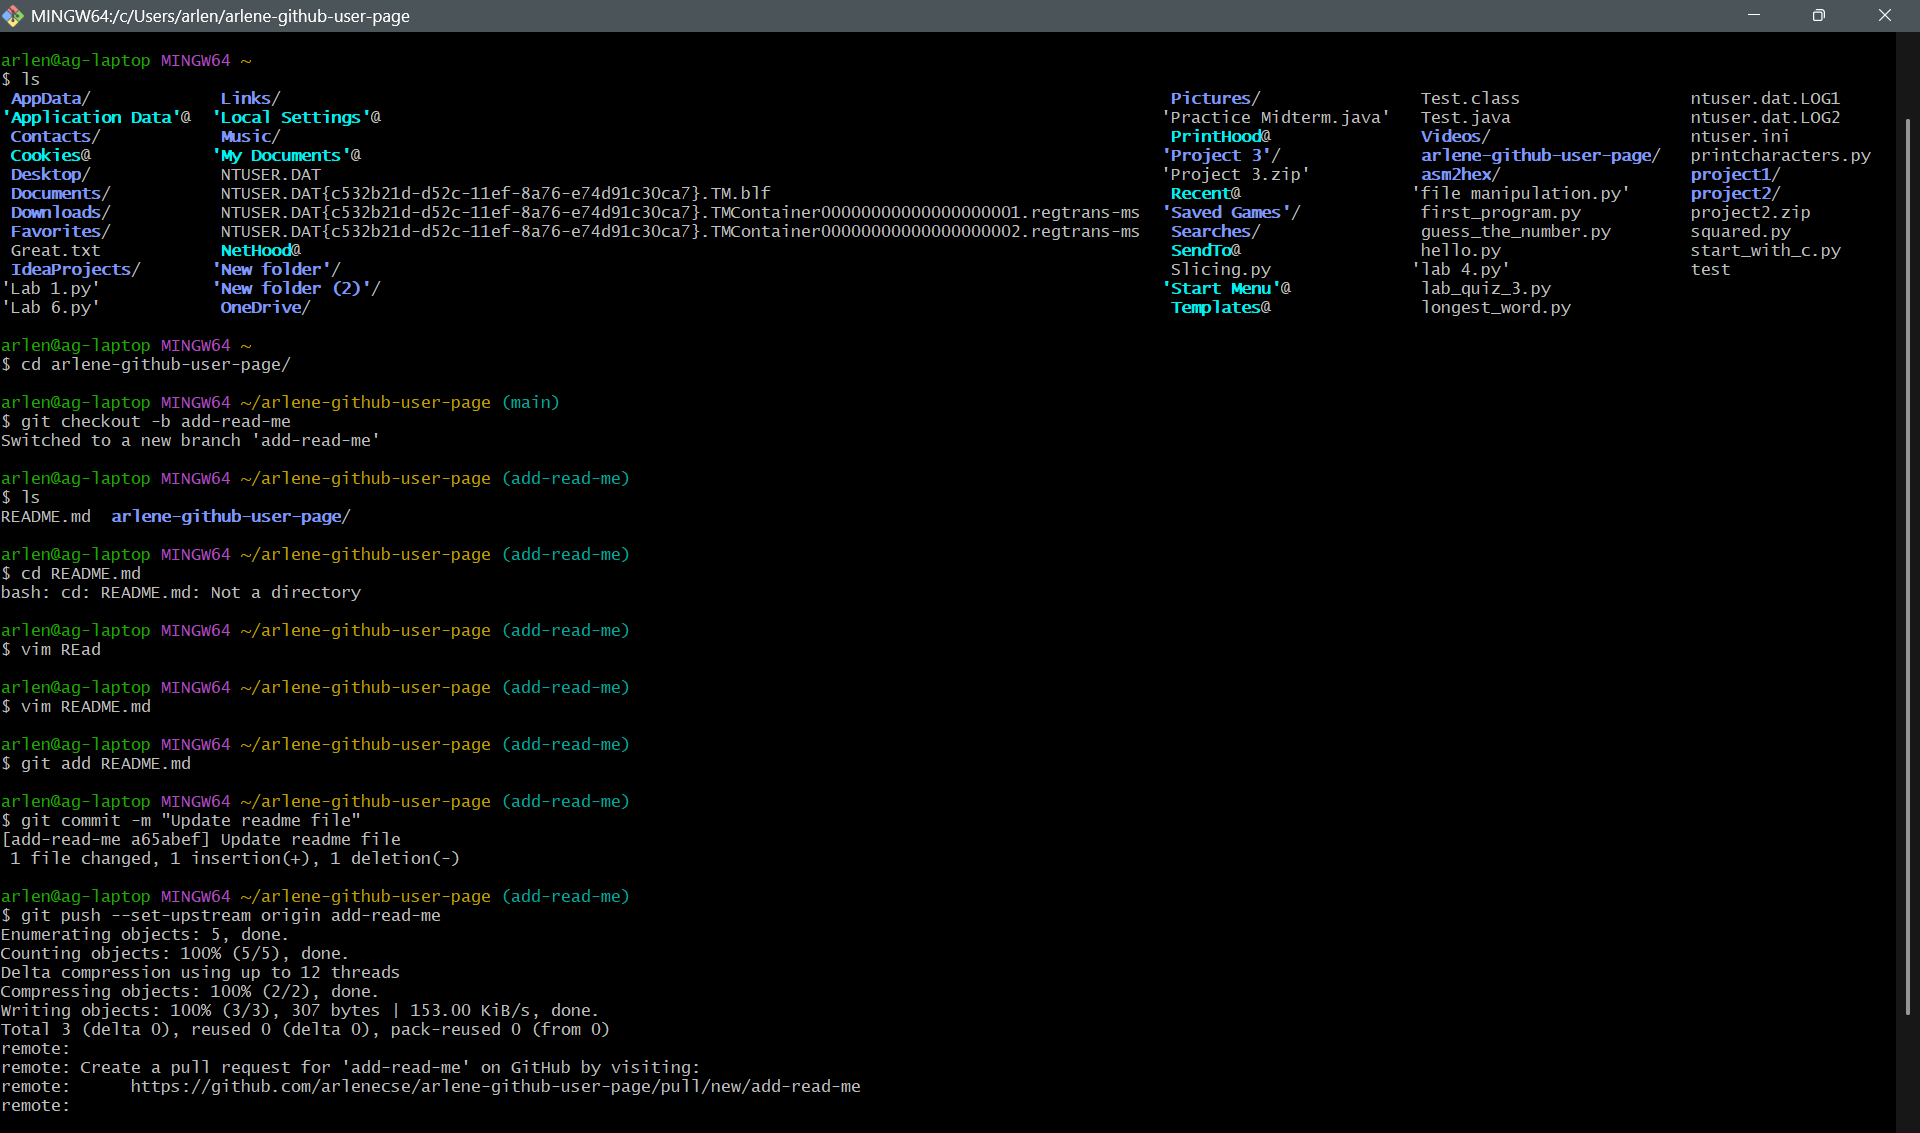 MINGW64:/c/Users/arlen/arlene-github-user-page
arlen@ag-laptop MINGW64 ~
$ ls
 AppData/             Links/                                                                                         Pictures/                Test.class                 ntuser.dat.LOG1
'Application Data'@  'Local Settings'@                                                                              'Practice Midterm.java'   Test.java                  ntuser.dat.LOG2
 Contacts/            Music/                                                                                         PrintHood@               Videos/                    ntuser.ini
 Cookies@            'My Documents'@                                                                                'Project 3'/              arlene-github-user-page/   printcharacters.py
 Desktop/             NTUSER.DAT                                                                                    'Project 3.zip'           asm2hex/                   project1/
 Documents/           NTUSER.DAT{c532b21d-d52c-11ef-8a76-e74d91c30ca7}.TM.blf                                        Recent@                 'file manipulation.py'      project2/
 Downloads/           NTUSER.DAT{c532b21d-d52c-11ef-8a76-e74d91c30ca7}.TMContainer00000000000000000001.regtrans-ms  'Saved Games'/            first_program.py           project2.zip
 Favorites/           NTUSER.DAT{c532b21d-d52c-11ef-8a76-e74d91c30ca7}.TMContainer00000000000000000002.regtrans-ms   Searches/                guess_the_number.py        squared.py
 Great.txt            NetHood@                                                                                       SendTo@                  hello.py                   start_with_c.py
 IdeaProjects/       'New folder'/                                                                                   Slicing.py              'lab 4.py'                  test
'Lab 1.py'           'New folder (2)'/                                                                              'Start Menu'@             lab_quiz_3.py
'Lab 6.py'            OneDrive/                                                                                      Templates@               longest_word.py
arlen@ag-laptop MINGW64 ~
$ cd arlene-github-user-page/
arlen@ag-laptop MINGW64 ~/arlene-github-user-page (main)
$ git checkout -b add-read-me
Switched to a new branch 'add-read-me'
arlen@ag-laptop MINGW64 ~/arlene-github-user-page (add-read-me)
$ ls
README.md  arlene-github-user-page/
arlen@ag-laptop MINGW64 ~/arlene-github-user-page (add-read-me)
$ cd README.md
bash: cd: README.md: Not a directory
arlen@ag-laptop MINGW64 ~/arlene-github-user-page (add-read-me)
$ vim REad
arlen@ag-laptop MINGW64 ~/arlene-github-user-page (add-read-me)
$ vim README.md
arlen@ag-laptop MINGW64 ~/arlene-github-user-page (add-read-me)
$ git add README.md
arlen@ag-laptop MINGW64 ~/arlene-github-user-page (add-read-me)
$ git commit -m "Update readme file"
[add-read-me a65abef] Update readme file
 1 file changed, 1 insertion(+), 1 deletion(-)
arlen@ag-laptop MINGW64 ~/arlene-github-user-page (add-read-me)
$ git push --set-upstream origin add-read-me
Enumerating objects: 5, done.
Counting objects: 100% (5/5), done.
Delta compression using up to 12 threads
Compressing objects: 100% (2/2), done.
Writing objects: 100% (3/3), 307 bytes | 153.00 KiB/s, done.
Total 3 (delta 0), reused 0 (delta 0), pack-reused 0 (from 0)
remote:
remote: Create a pull request for 'add-read-me' on GitHub by visiting:
remote:      https://github.com/arlenecse/arlene-github-user-page/pull/new/add-read-me
remote: